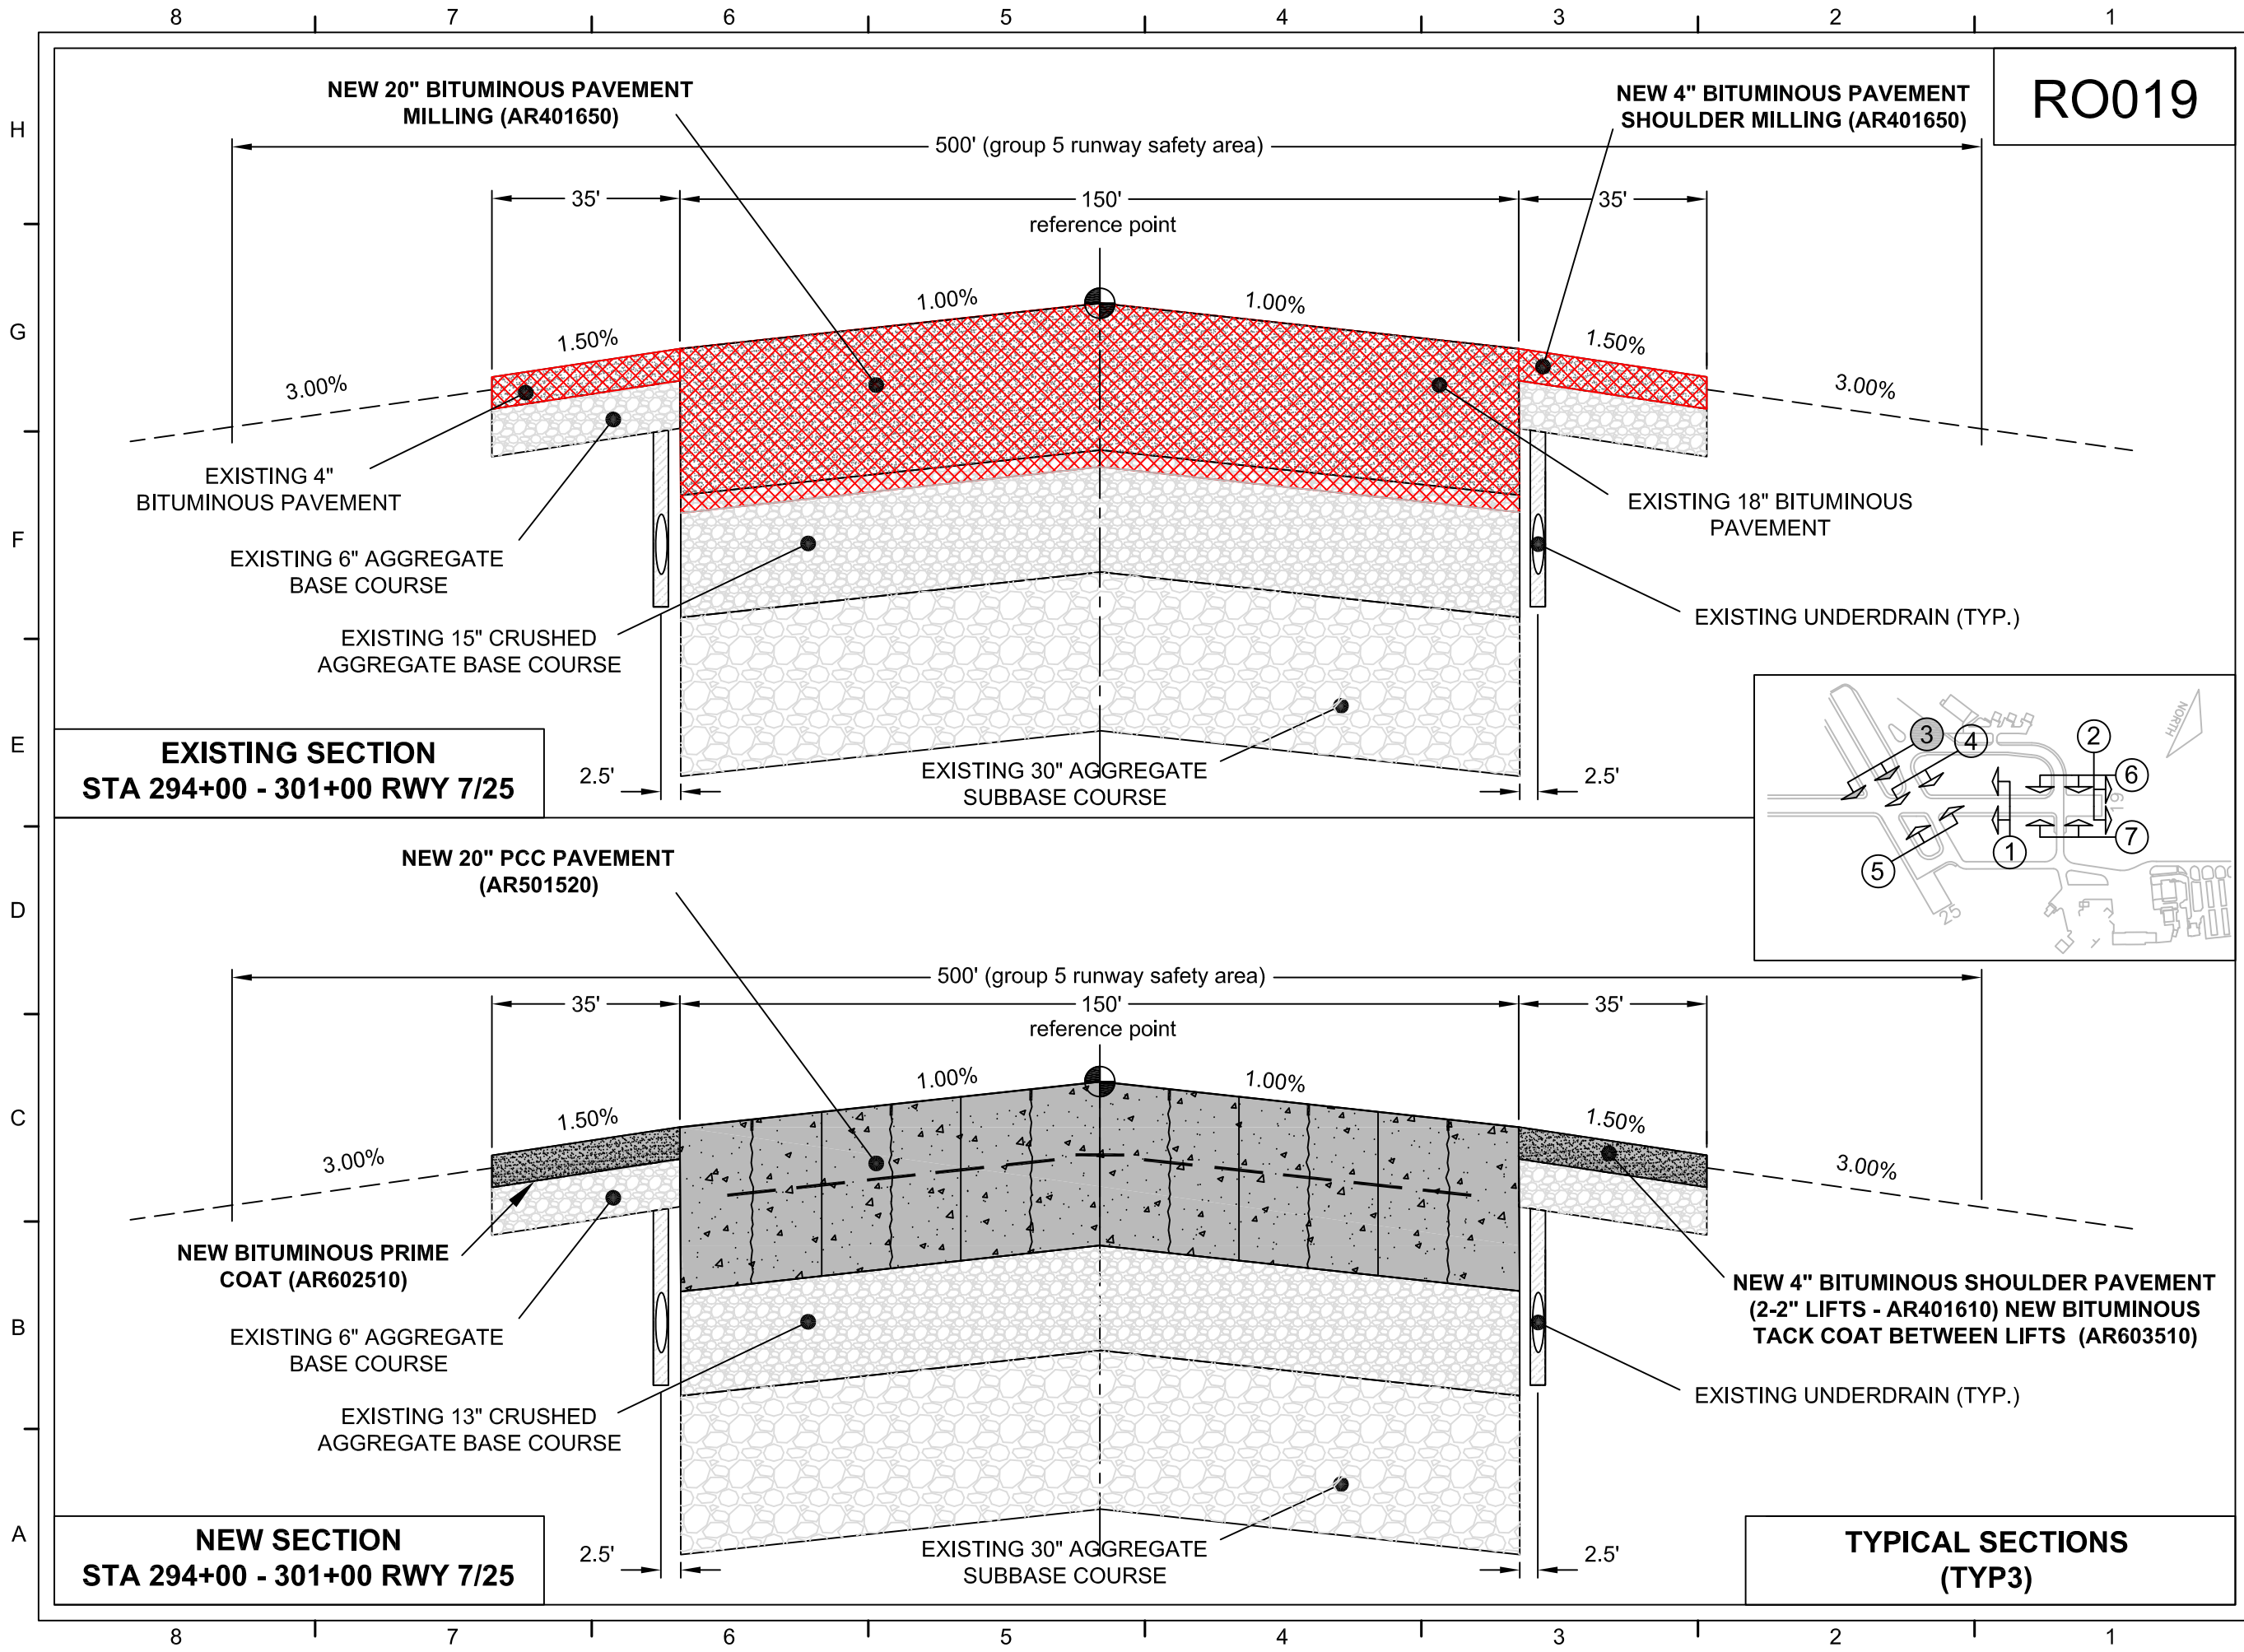 8 7 6 5 4 3 2 1
H
G
F
E
D
C
B
A
RO019
NEW 20" BITUMINOUS PAVEMENT
MILLING (AR401650)
NEW 4" BITUMINOUS PAVEMENT
SHOULDER MILLING (AR401650)
500' (group 5 runway safety area)
35'
150'
35'
reference point
3.00%
1.50%
1.00%
1.00%
1.50%
3.00%
EXISTING 4"
BITUMINOUS PAVEMENT
EXISTING 6" AGGREGATE
BASE COURSE
EXISTING 15" CRUSHED
AGGREGATE BASE COURSE
EXISTING 18" BITUMINOUS
PAVEMENT
EXISTING UNDERDRAIN (TYP.)
EXISTING 30" AGGREGATE
SUBBASE COURSE
2.5'
2.5'
EXISTING SECTION
STA 294+00 - 301+00 RWY 7/25
NORTH
3
4
2
6
19
1
7
5
25
NEW 20" PCC PAVEMENT
(AR501520)
500' (group 5 runway safety area)
35'
150'
35'
reference point
3.00%
1.50%
1.00%
1.00%
1.50%
3.00%
NEW BITUMINOUS PRIME
COAT (AR602510)
EXISTING 6" AGGREGATE
BASE COURSE
EXISTING 13" CRUSHED
AGGREGATE BASE COURSE
NEW 4" BITUMINOUS SHOULDER PAVEMENT
(2-2" LIFTS - AR401610) NEW BITUMINOUS
TACK COAT BETWEEN LIFTS (AR603510)
EXISTING UNDERDRAIN (TYP.)
EXISTING 30" AGGREGATE
SUBBASE COURSE
2.5'
2.5'
NEW SECTION
STA 294+00 - 301+00 RWY 7/25
TYPICAL SECTIONS
(TYP3)
8 7 6 5 4 3 2 1